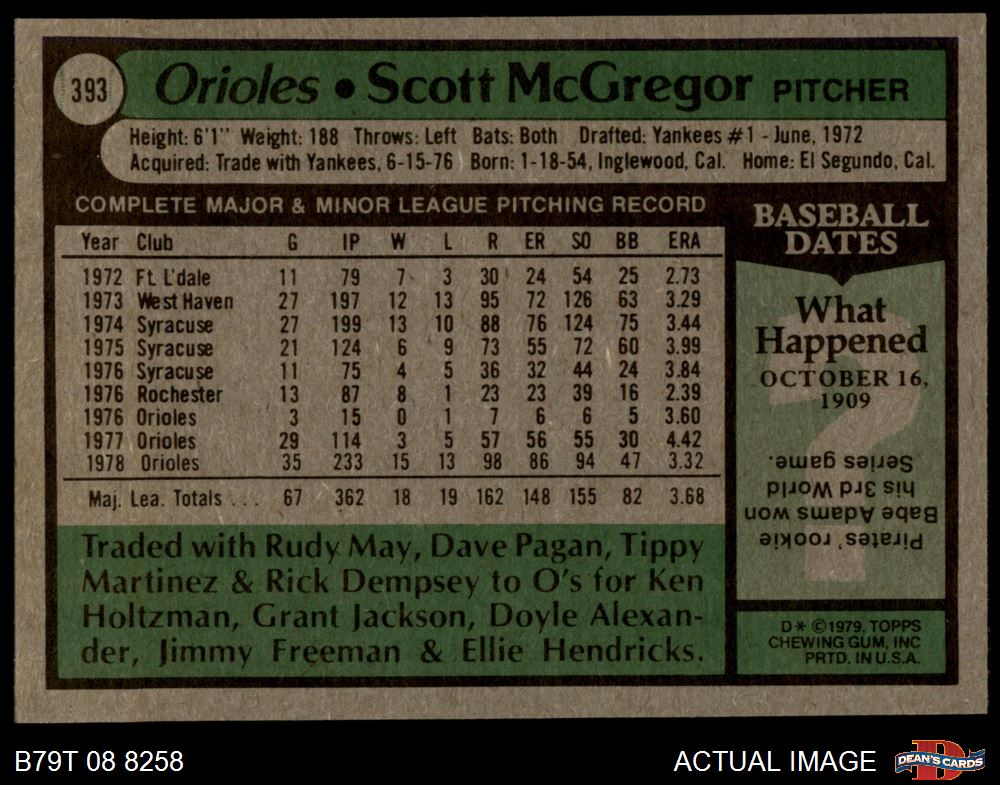 393 Orioles • Scott McGregor PITCHER
Height: 6'1" Weight: 188 Throws: Left Bats: Both Drafted: Yankees #1 - June, 1972
Acquired: Trade with Yankees, 6-15-76 Born: 1-18-54, Inglewood, Cal. Home: El Segundo, Cal.
COMPLETE MAJOR & MINOR LEAGUE PITCHING RECORD
Year Club G IP W L R ER SO BB ERA
1972 Ft. L'dale 11 79 7 3 30 24 54 25 2.73
1973 West Haven 27 197 12 13 95 72 126 63 3.29
1974 Syracuse 27 199 13 10 88 76 124 75 3.44
1975 Syracuse 21 124 6 9 73 55 72 60 3.99
1976 Syracuse 11 75 4 5 36 32 44 24 3.84
1976 Rochester 13 87 8 1 23 23 39 16 2.39
1976 Orioles 3 15 0 1 7 6 6 5 3.60
1977 Orioles 29 114 3 5 57 56 55 30 4.42
1978 Orioles 35 233 15 13 98 86 94 47 3.32
Maj. Lea. Totals ... 67 362 18 19 162 148 155 82 3.68
Traded with Rudy May, Dave Pagan, Tippy
Martinez & Rick Dempsey to O's for Ken
Holtzman, Grant Jackson, Doyle Alexan-
der, Jimmy Freeman & Ellie Hendricks.
BASEBALL
DATES
What
Happened
OCTOBER 16,
1909
?
Pirates' rookie
Babe Adams won
his 3rd World
Series game.
D* ©1979, TOPPS
CHEWING GUM, INC
PRTD. IN U.S.A.
B79T 08 8258
ACTUAL IMAGE
D
DEAN'S CARDS